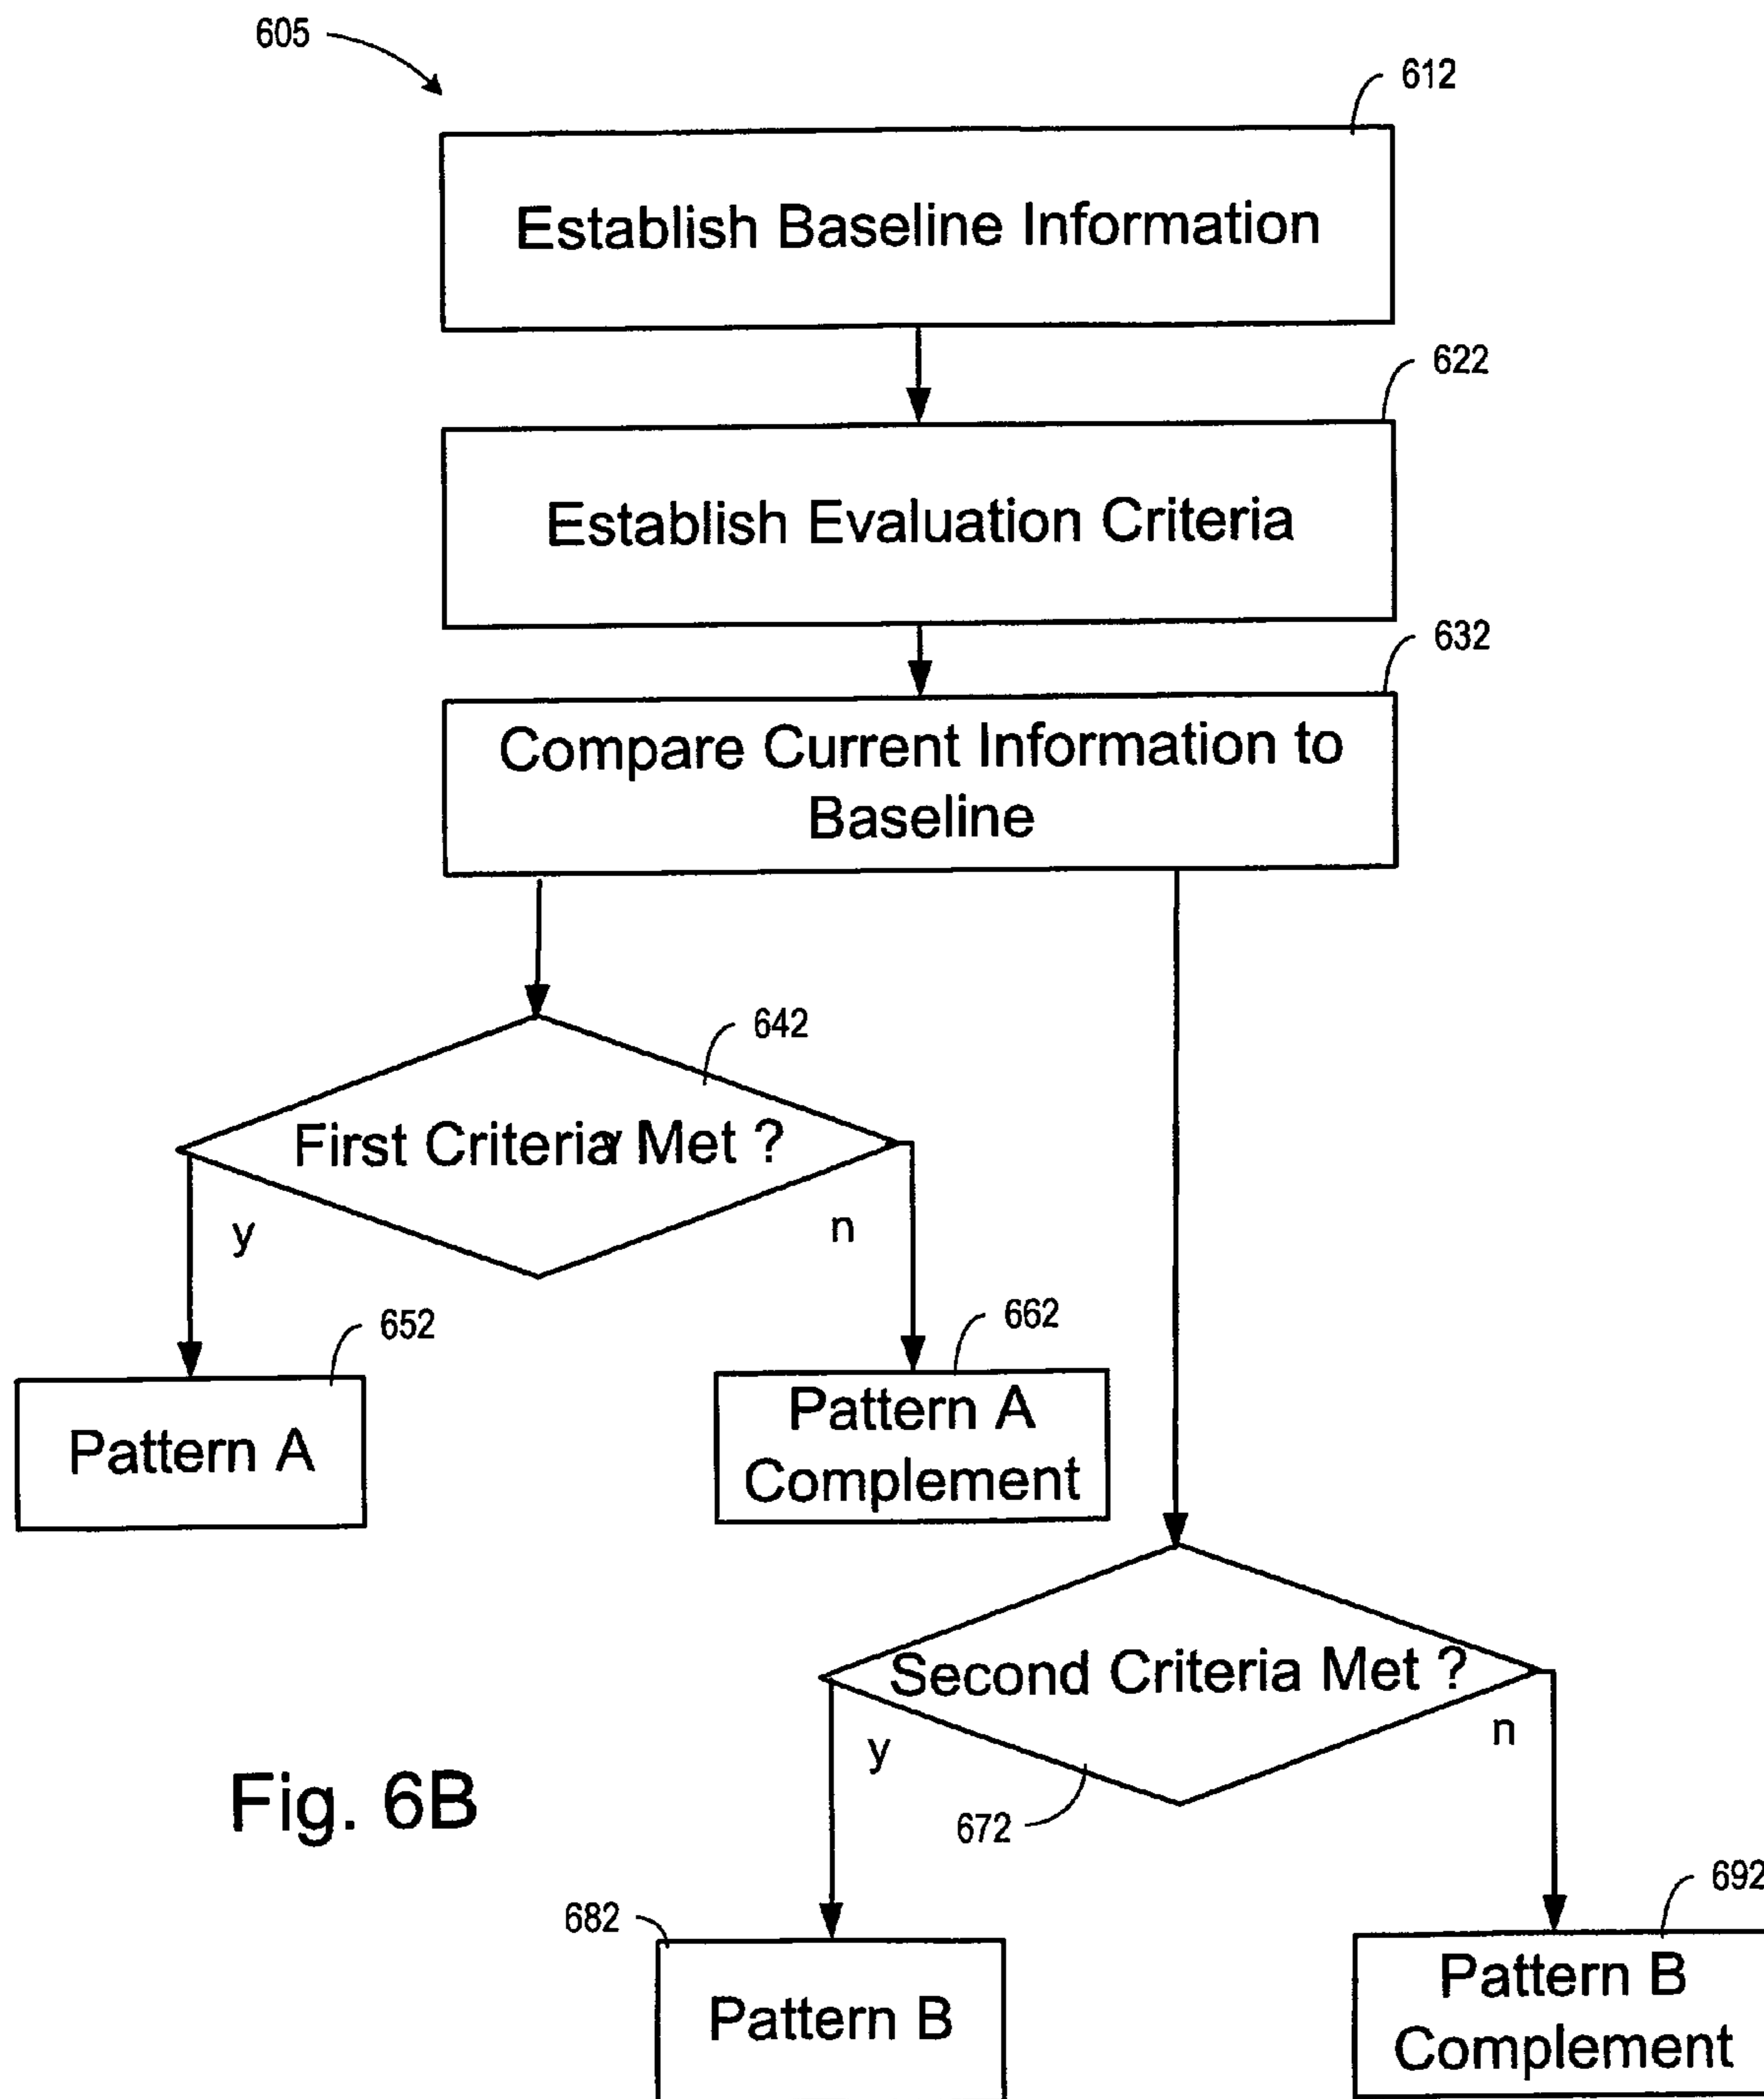 605
612
Establish Baseline Information
622
Establish Evaluation Criteria
632
Compare Current Information to
Baseline
642
First Criteria Met ?
y
n
652
Pattern A
662
Pattern A
Complement
Second Criteria Met ?
y
n
672
Fig. 6B
682
Pattern B
692
Pattern B
Complement